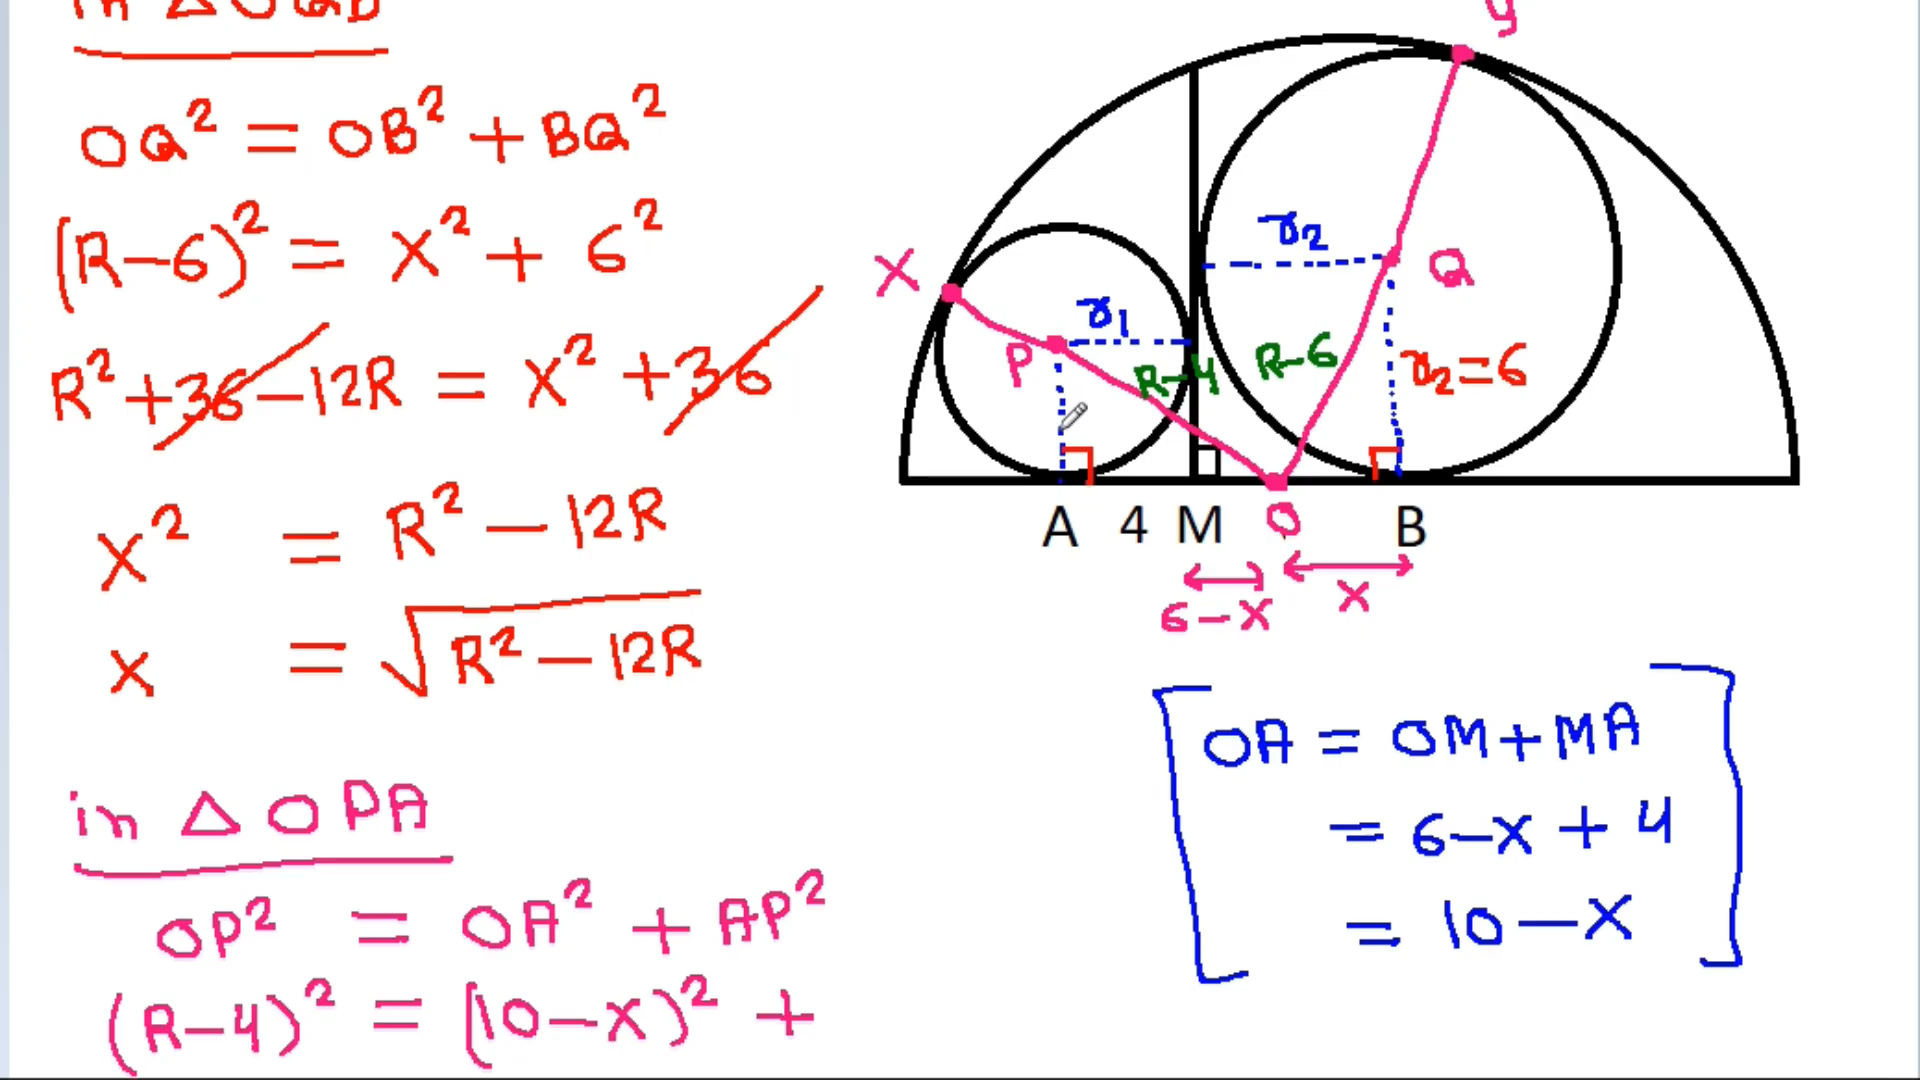 in △ OQB
OQ² = OB² + BQ²
(R-6)² = x² + 6²
R² + 36 - 12R = x² + 36
x² = R² - 12R
x = √R² - 12R
in △ OPA
OP² = OA² + AP²
(R-4)² = (10-x)² +
y
X
P
r₁
R-4
r₂
Q
R-6
r₂=6
A 4 M O B
6-x
x
[OA = OM + MA
= 6-x + 4
= 10-x]